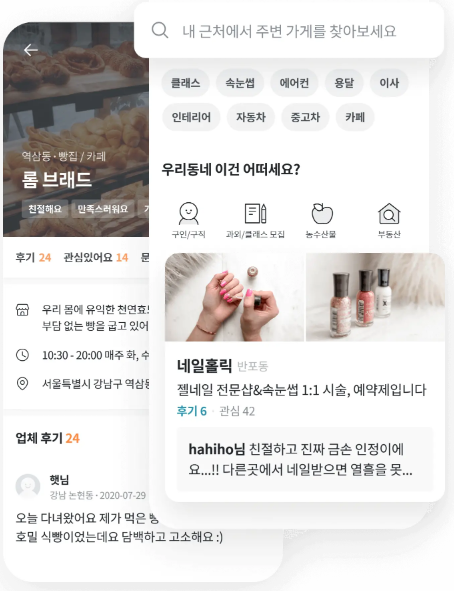 내 근처에서 주변 가게를 찾아보세요
클래스 속눈썹 에어컨 용달 이사
인테리어 자동차 중고차 카페
우리동네 이건 어떠세요?
구인/구직 과외/클래스 모집 농수산물 부동산
네일홀릭 반포동
젤네일 전문샵&속눈썹 1:1 시술, 예약제입니다
후기 6 · 관심 42
hahiho님 친절하고 진짜 금손 인정이에
요...!! 다른곳에서 네일받으면 열흘을 못...
역삼동 · 빵집 / 카페
롬 브래드
친절해요 만족스러워요
후기 24 관심있어요 14
우리 몸에 유익한 천연효
부담 없는 빵을 굽고 있어
10:30 - 20:00 매주 화, 수
서울특별시 강남구 역삼동
업체 후기 24
햇님
강남 논현동 · 2020-07-29
오늘 다녀왔어요 제가 먹은 빵
호밀 식빵이었는데요 담백하고 고소해요 :)